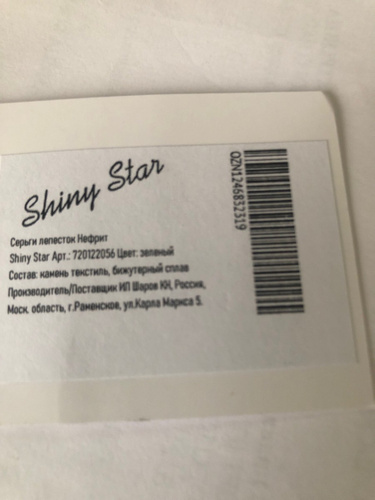 Shiny Star
Серьги лепесток Нефрит
Shiny Star Арт.: 720122056 Цвет: зеленый
Состав: камень текстиль, бижутерный сплав
Производитель/Поставщик ИП Шаров КН, Россия,
Моск. область, г.Раменское, ул.Карла Маркса 5.
OZN1246832319